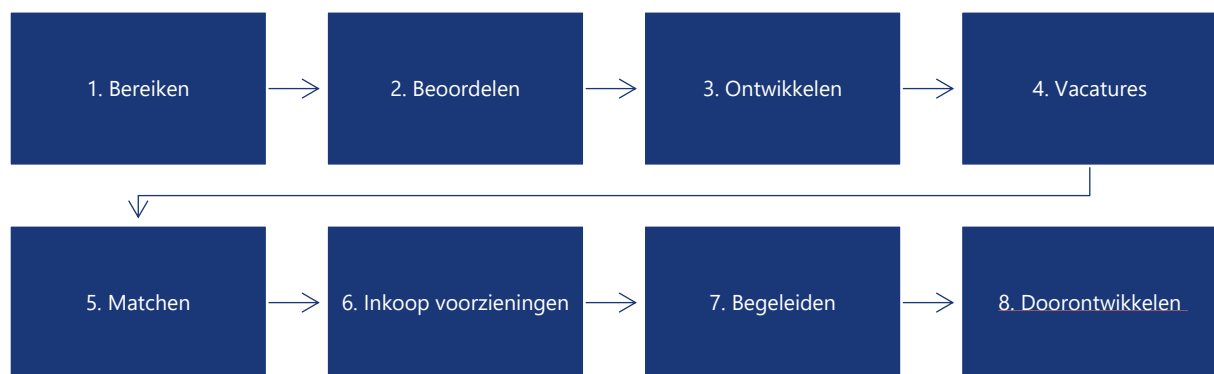 1. Bereiken
2. Beoordelen
3. Ontwikkelen
4. Vacatures
5. Matchen
6. Inkoop voorzieningen
7. Begeleiden
8. Doorontwikkelen